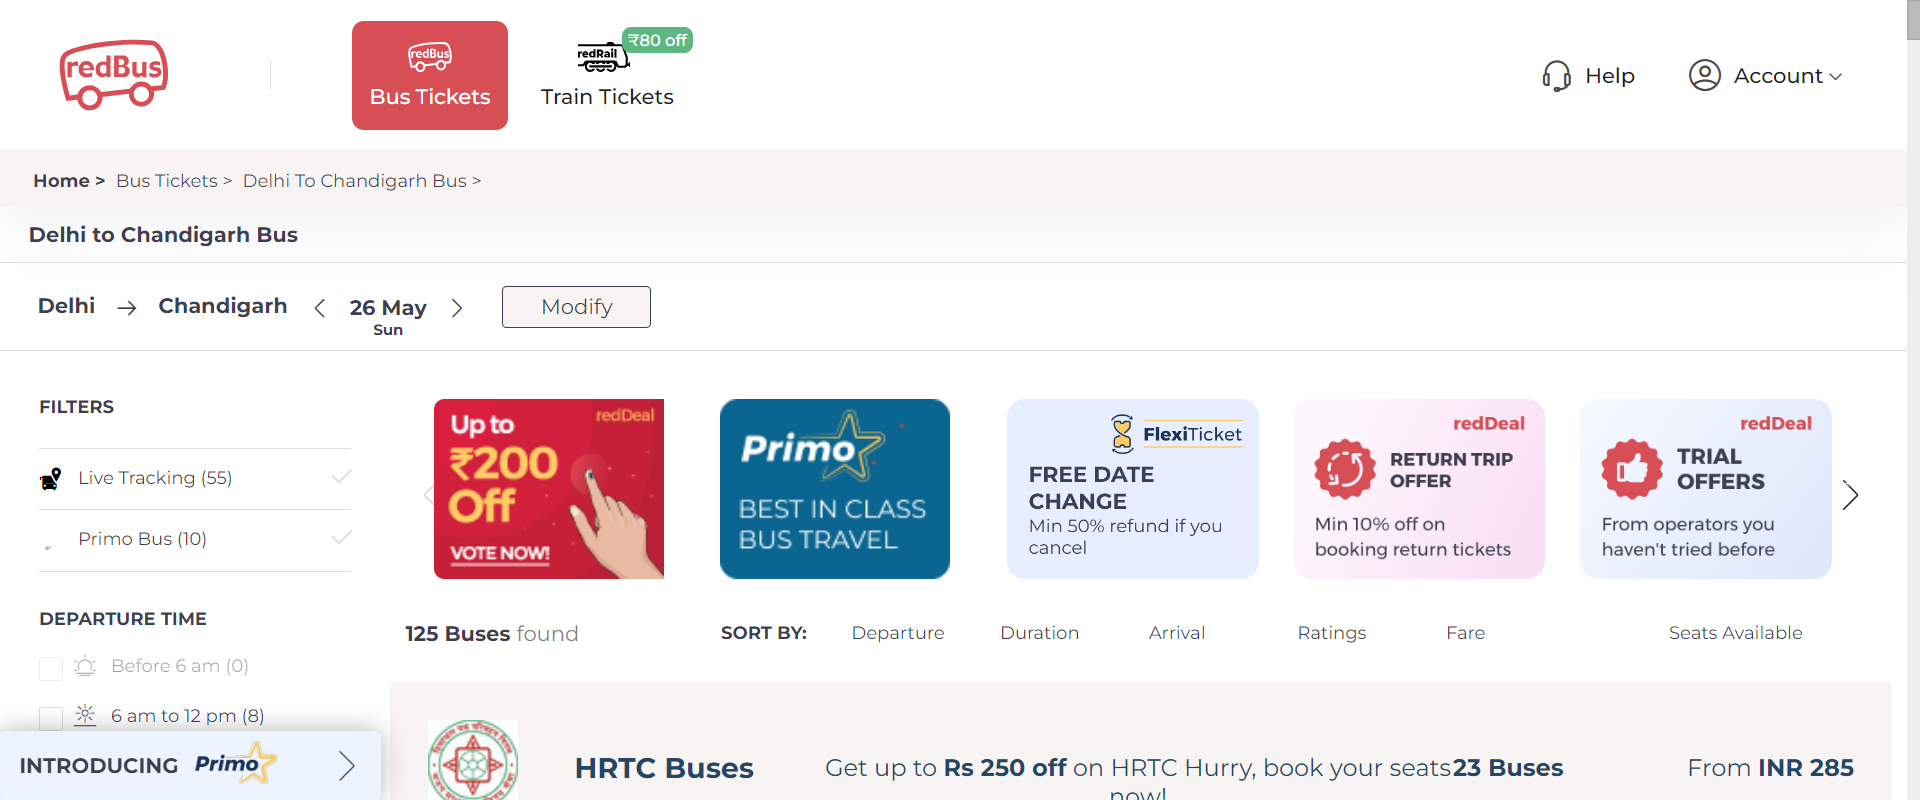 redBus
redBus
Bus Tickets
redRail
₹80 off
Train Tickets
Help
Account
Home > Bus Tickets > Delhi To Chandigarh Bus >
Delhi to Chandigarh Bus
Delhi → Chandigarh < 26 May >
Sun
Modify
FILTERS
Live Tracking (55)
Primo Bus (10)
DEPARTURE TIME
Before 6 am (0)
6 am to 12 pm (8)
INTRODUCING Primo
redDeal
Up to
₹200
Off
VOTE NOW!
Primo
BEST IN CLASS
BUS TRAVEL
FlexiTicket
FREE DATE
CHANGE
Min 50% refund if you
cancel
redDeal
RETURN TRIP
OFFER
Min 10% off on
booking return tickets
redDeal
TRIAL
OFFERS
From operators you
haven't tried before
125 Buses found
SORT BY: Departure Duration Arrival Ratings Fare Seats Available
HRTC Buses
Get up to Rs 250 off on HRTC Hurry, book your seats
now!
23 Buses
From INR 285